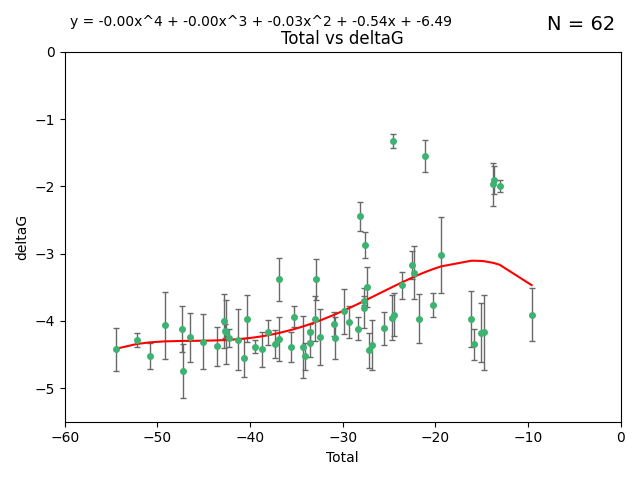 y = -0.00x^4 + -0.00x^3 + -0.03x^2 + -0.54x + -6.49
N = 62
Total vs deltaG
0
−1
−2
−3
−4
−5
deltaG
−60
−50
−40
−30
−20
−10
0
Total